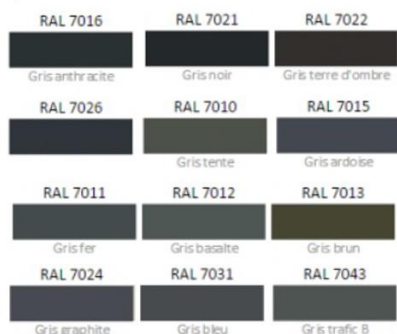 RAL 7016 RAL 7021 RAL 7022
Gris anthracite Gris noir Gris terre d'ombre
RAL 7026 RAL 7010 RAL 7015
Gris tente Gris ardoise
RAL 7011 RAL 7012 RAL 7013
Gris fer Gris basalte Gris brun
RAL 7024 RAL 7031 RAL 7043
Gris graphite Gris bleu Gris trafic B